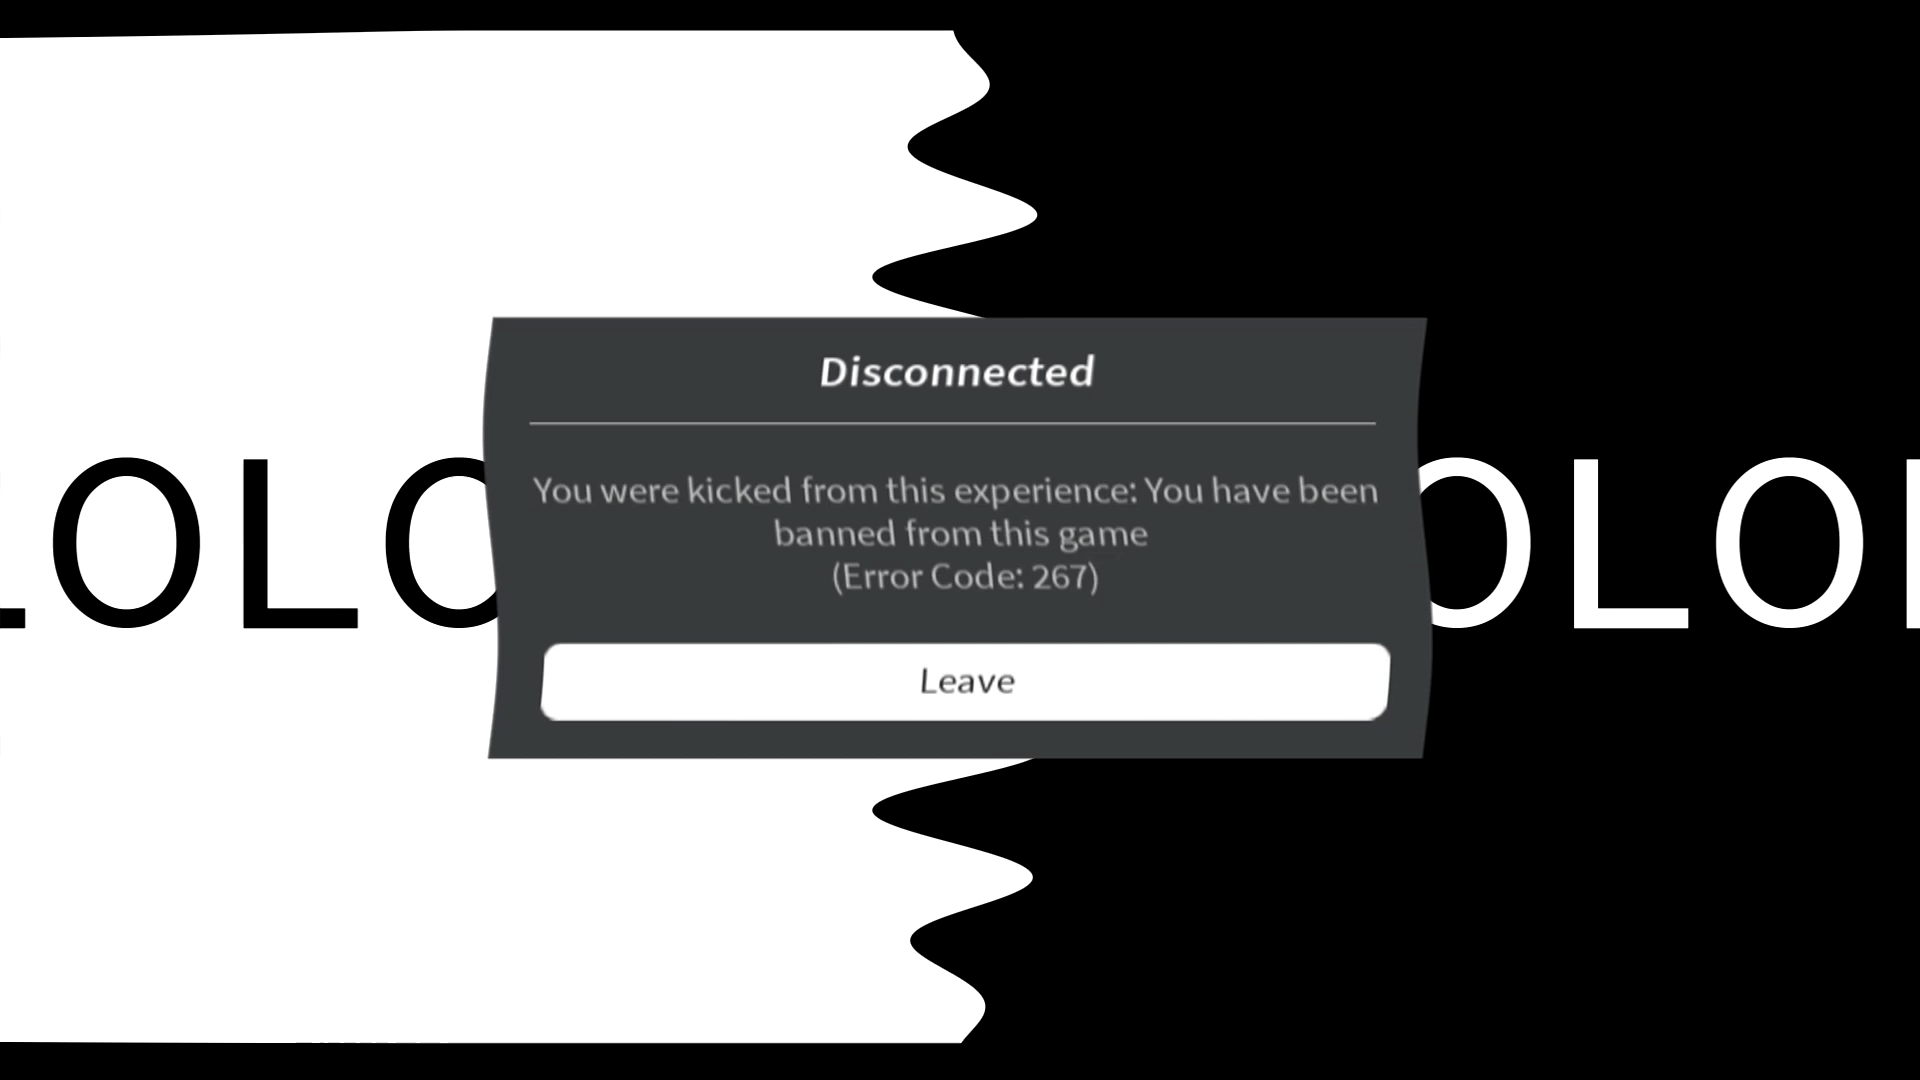 Disconnected
LOLO OLOL
You were kicked from this experience: You have been
banned from this game
(Error Code: 267)
Leave